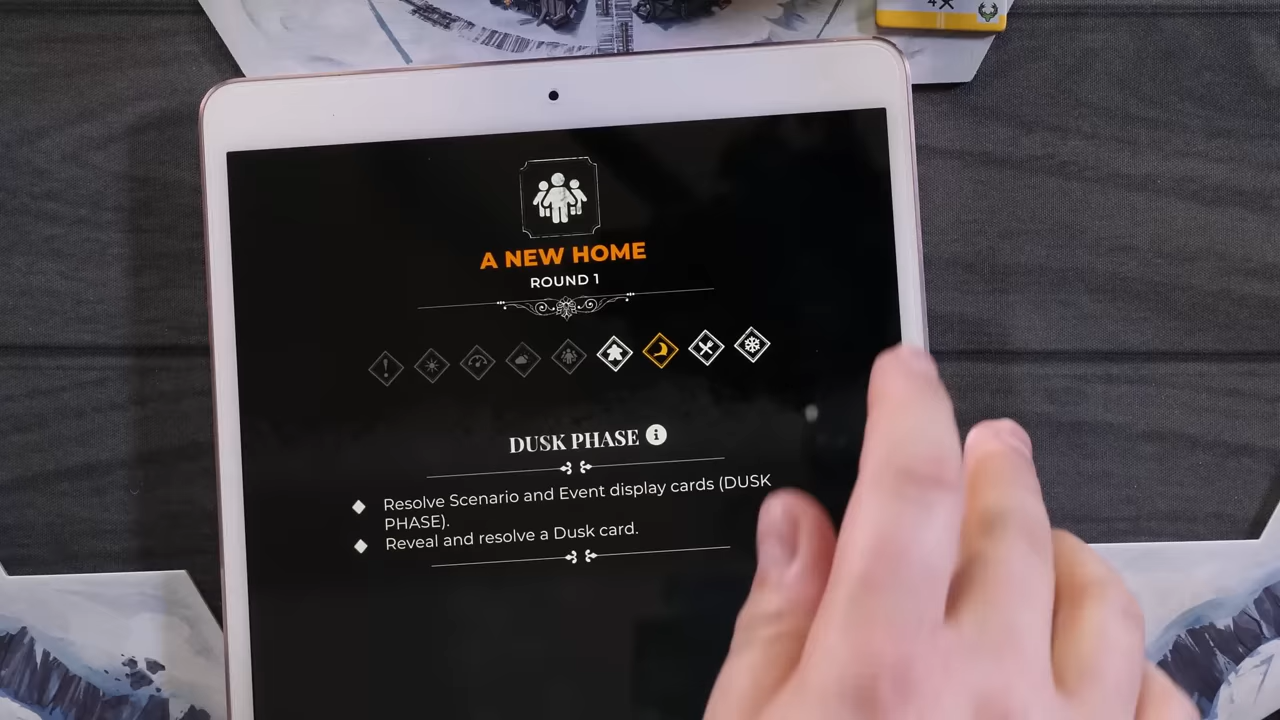 4
A NEW HOME
ROUND 1
DUSK PHASE
Resolve Scenario and Event display cards (DUSK
PHASE).
Reveal and resolve a Dusk card.